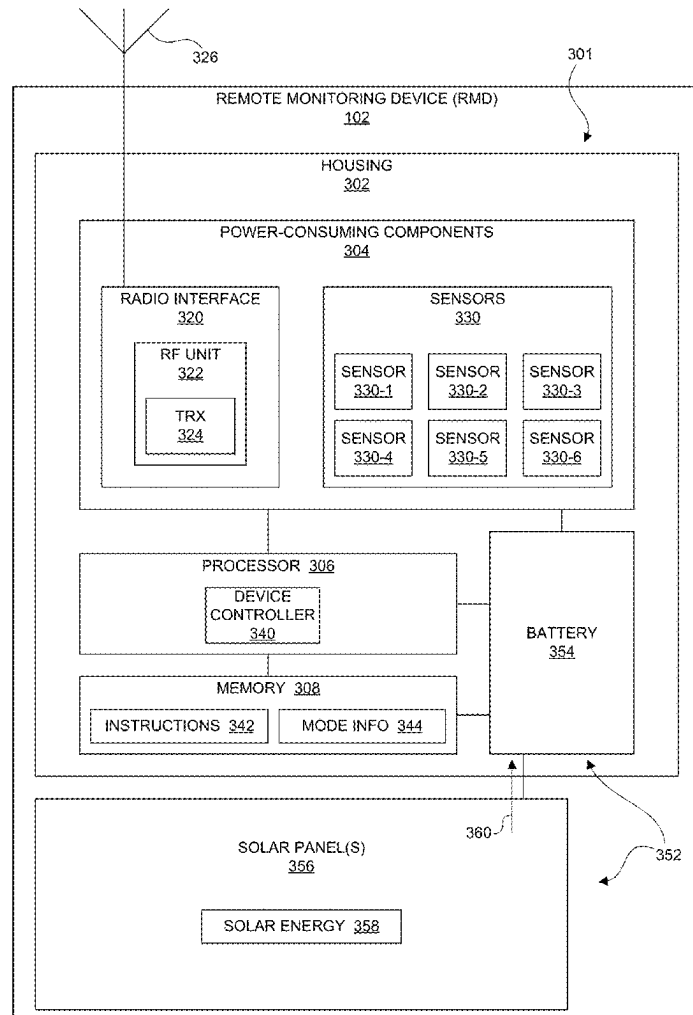 326
301
REMOTE MONITORING DEVICE (RMD)
102
HOUSING
302
POWER-CONSUMING COMPONENTS
304
RADIO INTERFACE
320
RF UNIT
322
TRX
324
SENSORS
330
SENSOR SENSOR SENSOR
330-1 330-2 330-3
SENSOR SENSOR SENSOR
330-4 330-5 330-6
PROCESSOR 306
DEVICE
CONTROLLER
340
BATTERY
354
MEMORY 308
INSTRUCTIONS 342 MODE INFO 344
360
352
SOLAR PANEL(S)
356
SOLAR ENERGY 358